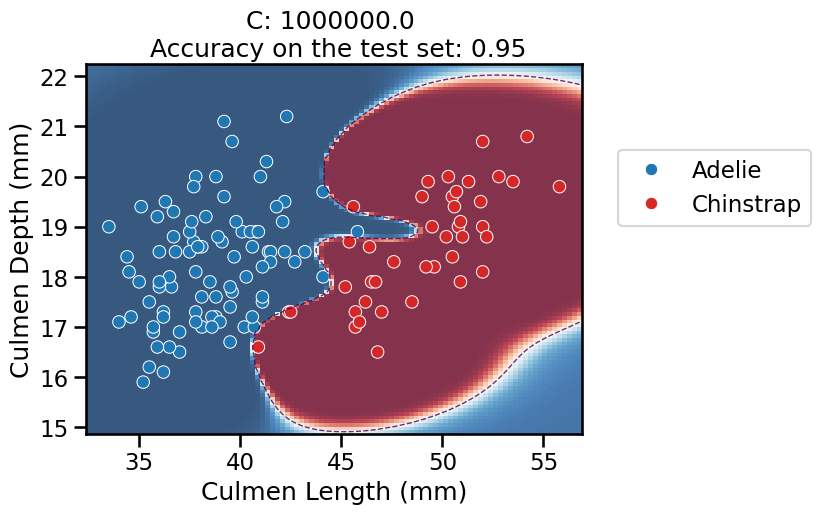 C: 1000000.0
Accuracy on the test set: 0.95
22
21
20
19
18
17
16
15
Culmen Depth (mm)
35
40
45
50
55
Culmen Length (mm)
Adelie
Chinstrap